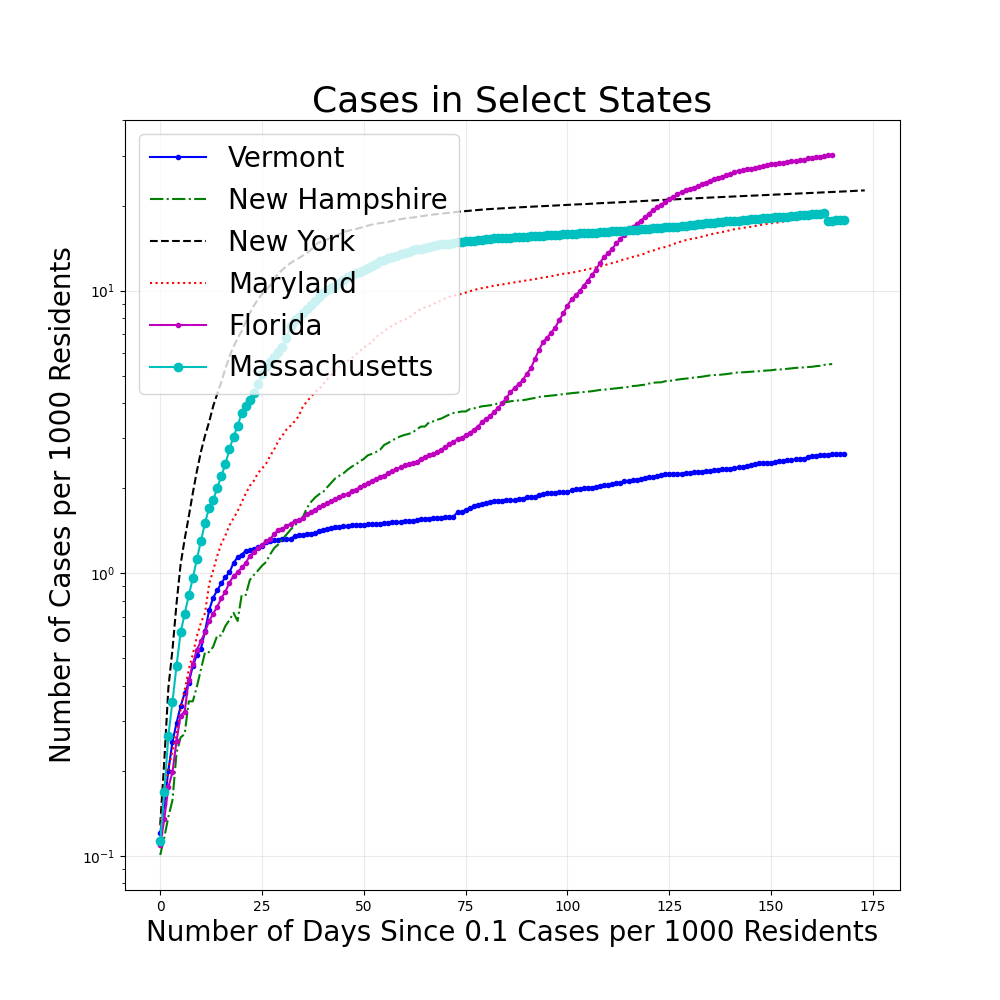 Cases in Select States
Number of Cases per 1000 Residents
10¹
10⁰
10⁻¹
Vermont
New Hampshire
New York
Maryland
Florida
Massachusetts
0 25 50 75 100 125 150 175
Number of Days Since 0.1 Cases per 1000 Residents